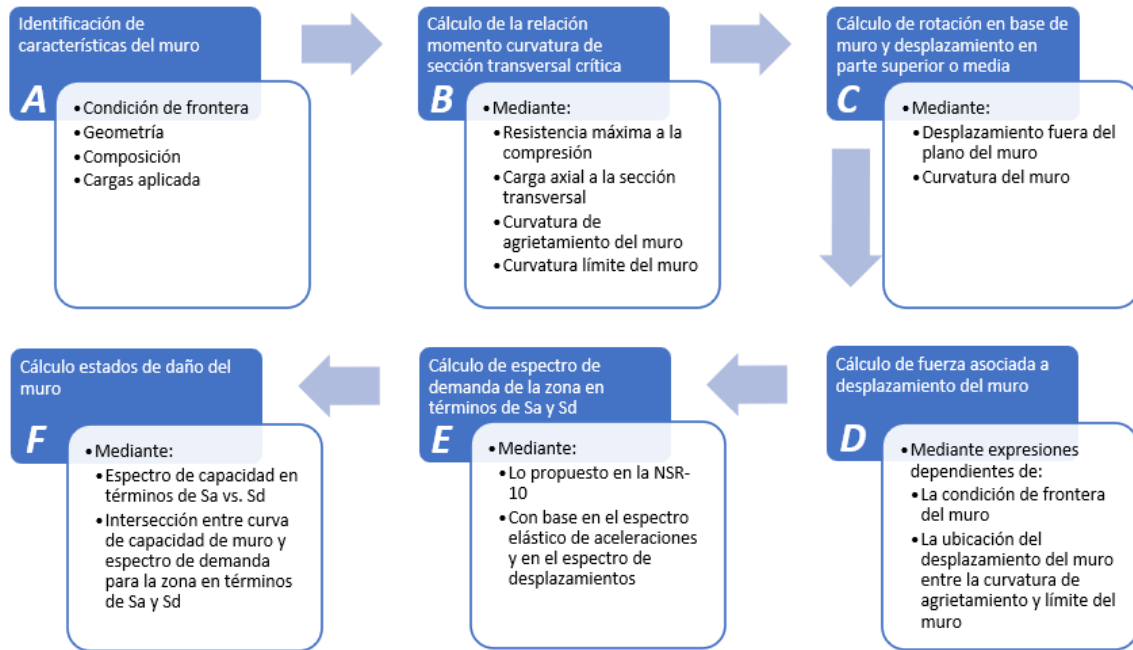 Identificación de
características del muro
A
•Condición de frontera
•Geometría
•Composición
•Cargas aplicada
Cálculo de la relación
momento curvatura de
sección transversal crítica
B
•Mediante:
•Resistencia máxima a la
compresión
•Carga axial a la sección
transversal
•Curvatura de
agrietamiento del muro
•Curvatura límite del muro
Cálculo de rotación en base de
muro y desplazamiento en
parte superior o media
C
•Mediante:
•Desplazamiento fuera del
plano del muro
•Curvatura del muro
Cálculo de fuerza asociada a
desplazamiento del muro
D
•Mediante expresiones
dependientes de:
•La condición de frontera
del muro
•La ubicación del
desplazamiento del muro
entre la curvatura de
agrietamiento y límite del
muro
Cálculo de espectro de
demanda de la zona en
términos de Sa y Sd
E
•Mediante:
•Lo propuesto en la NSR-
10
•Con base en el espectro
elástico de aceleraciones
y en el espectro de
desplazamientos
Cálculo estados de daño del
muro
F
•Mediante:
•Espectro de capacidad en
términos de Sa vs. Sd
•Intersección entre curva
de capacidad de muro y
espectro de demanda
para la zona en términos
de Sa y Sd